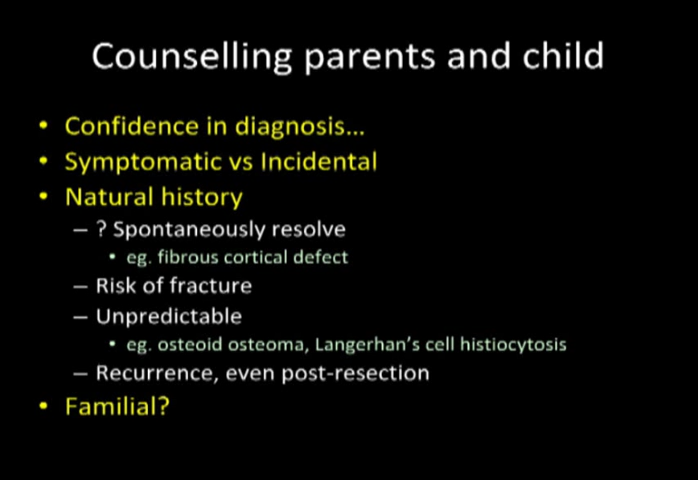 Counselling parents and child
• Confidence in diagnosis...
• Symptomatic vs Incidental
• Natural history
– ? Spontaneously resolve
• eg. fibrous cortical defect
– Risk of fracture
– Unpredictable
• eg. osteoid osteoma, Langerhan's cell histiocytosis
– Recurrence, even post-resection
• Familial?